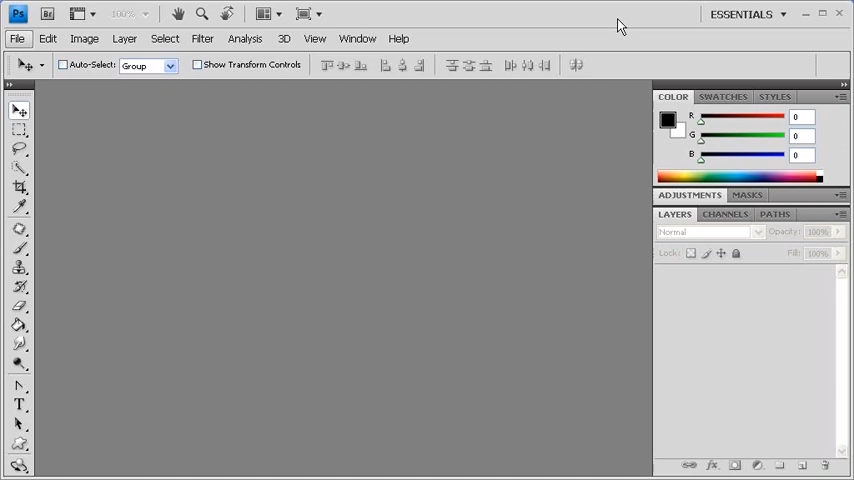 Ps Br 100% ESSENTIALS
File Edit Image Layer Select Filter Analysis 3D View Window Help
Auto-Select: Group Show Transform Controls
COLOR SWATCHES STYLES
R 0
G 0
B 0
ADJUSTMENTS MASKS
LAYERS CHANNELS PATHS
Normal Opacity: 100%
Lock: Fill: 100%
T
fx